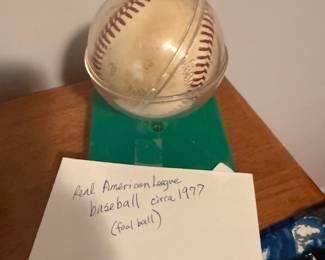 Real American League
baseball circa 1977
(foul ball)